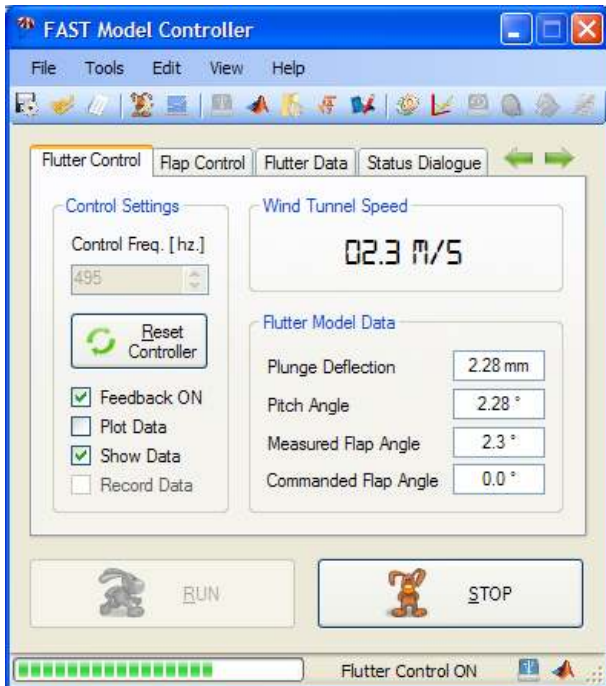 FAST Model Controller
File Tools Edit View Help
Flutter Control Flap Control Flutter Data Status Dialogue
Control Settings
Control Freq. [hz.]
495
Reset
Controller
Feedback ON
Plot Data
Show Data
Record Data
Wind Tunnel Speed
02.3 M/S
Flutter Model Data
Plunge Deflection 2.28 mm
Pitch Angle 2.28 °
Measured Flap Angle 2.3 °
Commanded Flap Angle 0.0 °
RUN
STOP
Flutter Control ON